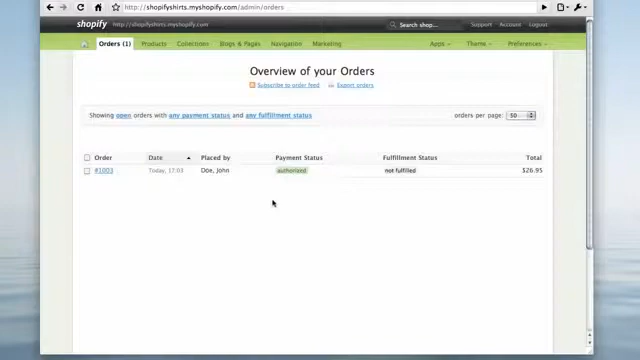 http://shopifyshirts.myshopify.com/admin/orders
shopify http://shopifyshirts.myshopify.com Search shop... Support Account Logout
Orders (1) Products Collections Blogs & Pages Navigation Marketing Apps Theme Preferences
Overview of your Orders
Subscribe to order feed Export orders
Showing open orders with any payment status and any fulfillment status orders per page: 50
Order Date Placed by Payment Status Fulfillment Status Total
#1003 Today, 17:03 Doe, John authorized not fulfilled $26.95